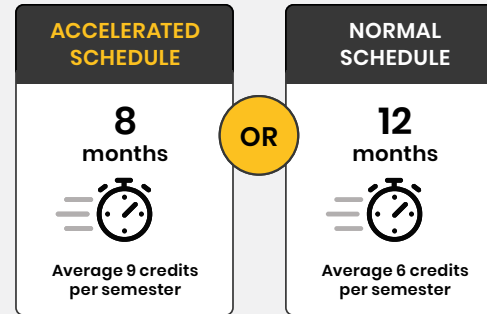 ACCELERATED
SCHEDULE
8
months
Average 9 credits
per semester
OR
NORMAL
SCHEDULE
12
months
Average 6 credits
per semester